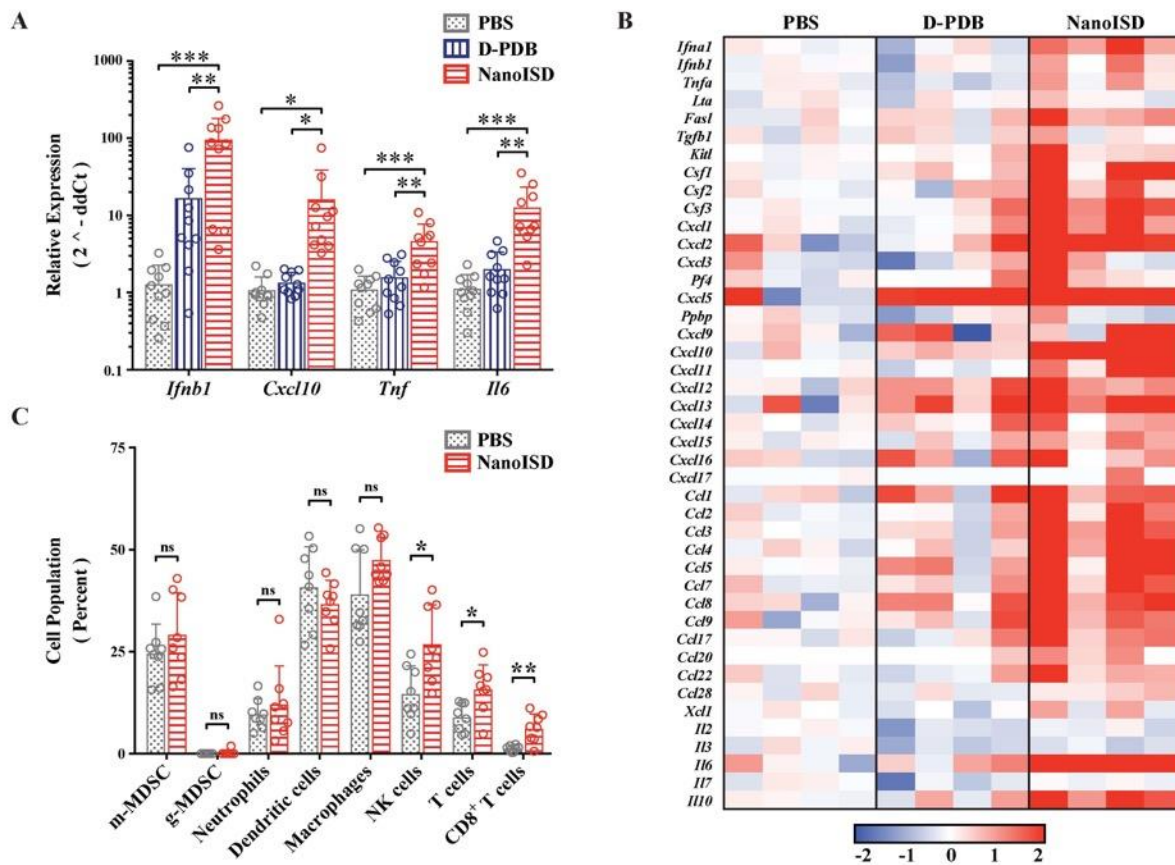 A
PBS
D-PDB
NanoISD
Relative Expression
( 2 ^ - ddCt)
1000
100
10
1
0.1
***
**
*
*
***
**
***
**
Ifnb1
Cxcl10
Tnf
Il6
B
PBS
D-PDB
NanoISD
Ifna1
Ifnb1
Tnfa
Lta
Fasl
Tgfb1
Kitl
Csf1
Csf2
Csf3
Cxcl1
Cxcl2
Cxcl3
Pf4
Cxcl5
Ppbp
Cxcl9
Cxcl10
Cxcl11
Cxcl12
Cxcl13
Cxcl14
Cxcl15
Cxcl16
Cxcl17
Ccl1
Ccl2
Ccl3
Ccl4
Ccl5
Ccl7
Ccl8
Ccl9
Ccl17
Ccl20
Ccl22
Ccl28
Xcl1
Il2
Il3
Il6
Il7
Il10
-2 -1 0 1 2
C
PBS
NanoISD
Cell Population
( Percent)
75
50
25
0
ns
ns
ns
ns
ns
*
*
**
m-MDSC
g-MDSC
Neutrophils
Dendritic cells
Macrophages
NK cells
T cells
CD8+ T cells